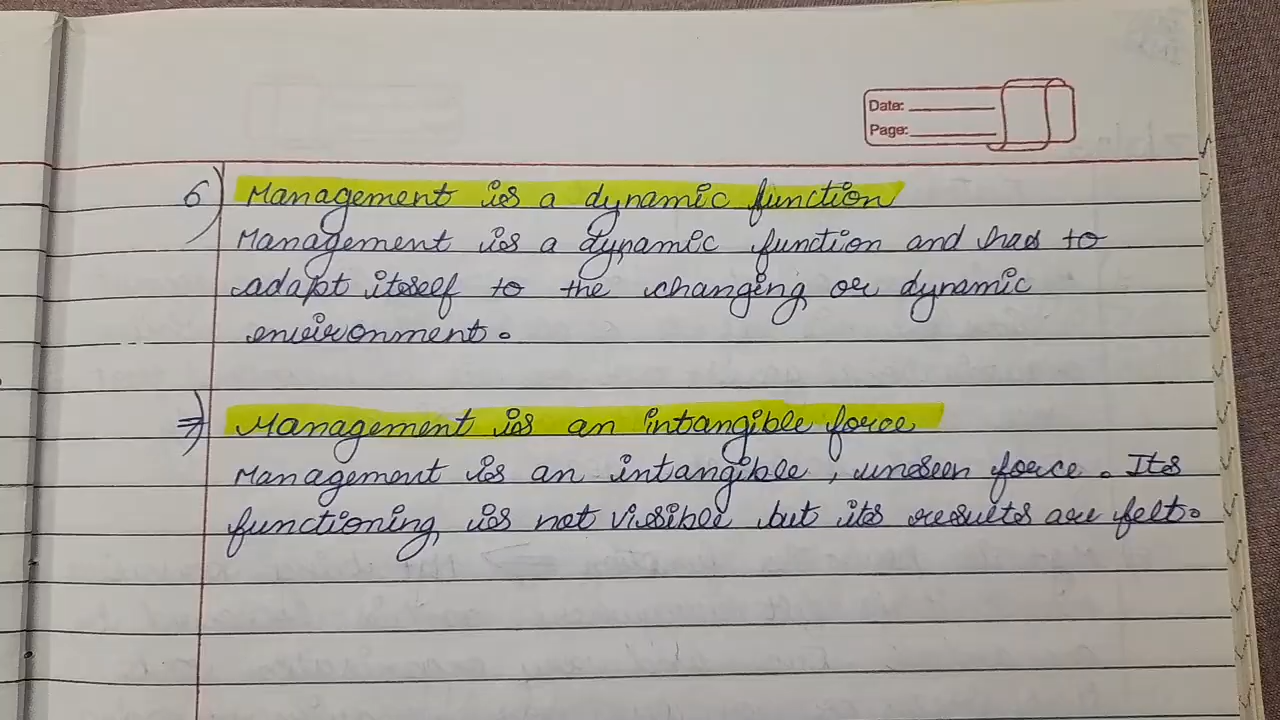 Date:
Page:
6) Management is a dynamic function
Management is a dynamic function and has to
adapt itself to the changing or dynamic
environment.
7) Management is an intangible force
Management is an intangible, unseen force. Its
functioning is not visible but its results are felt.